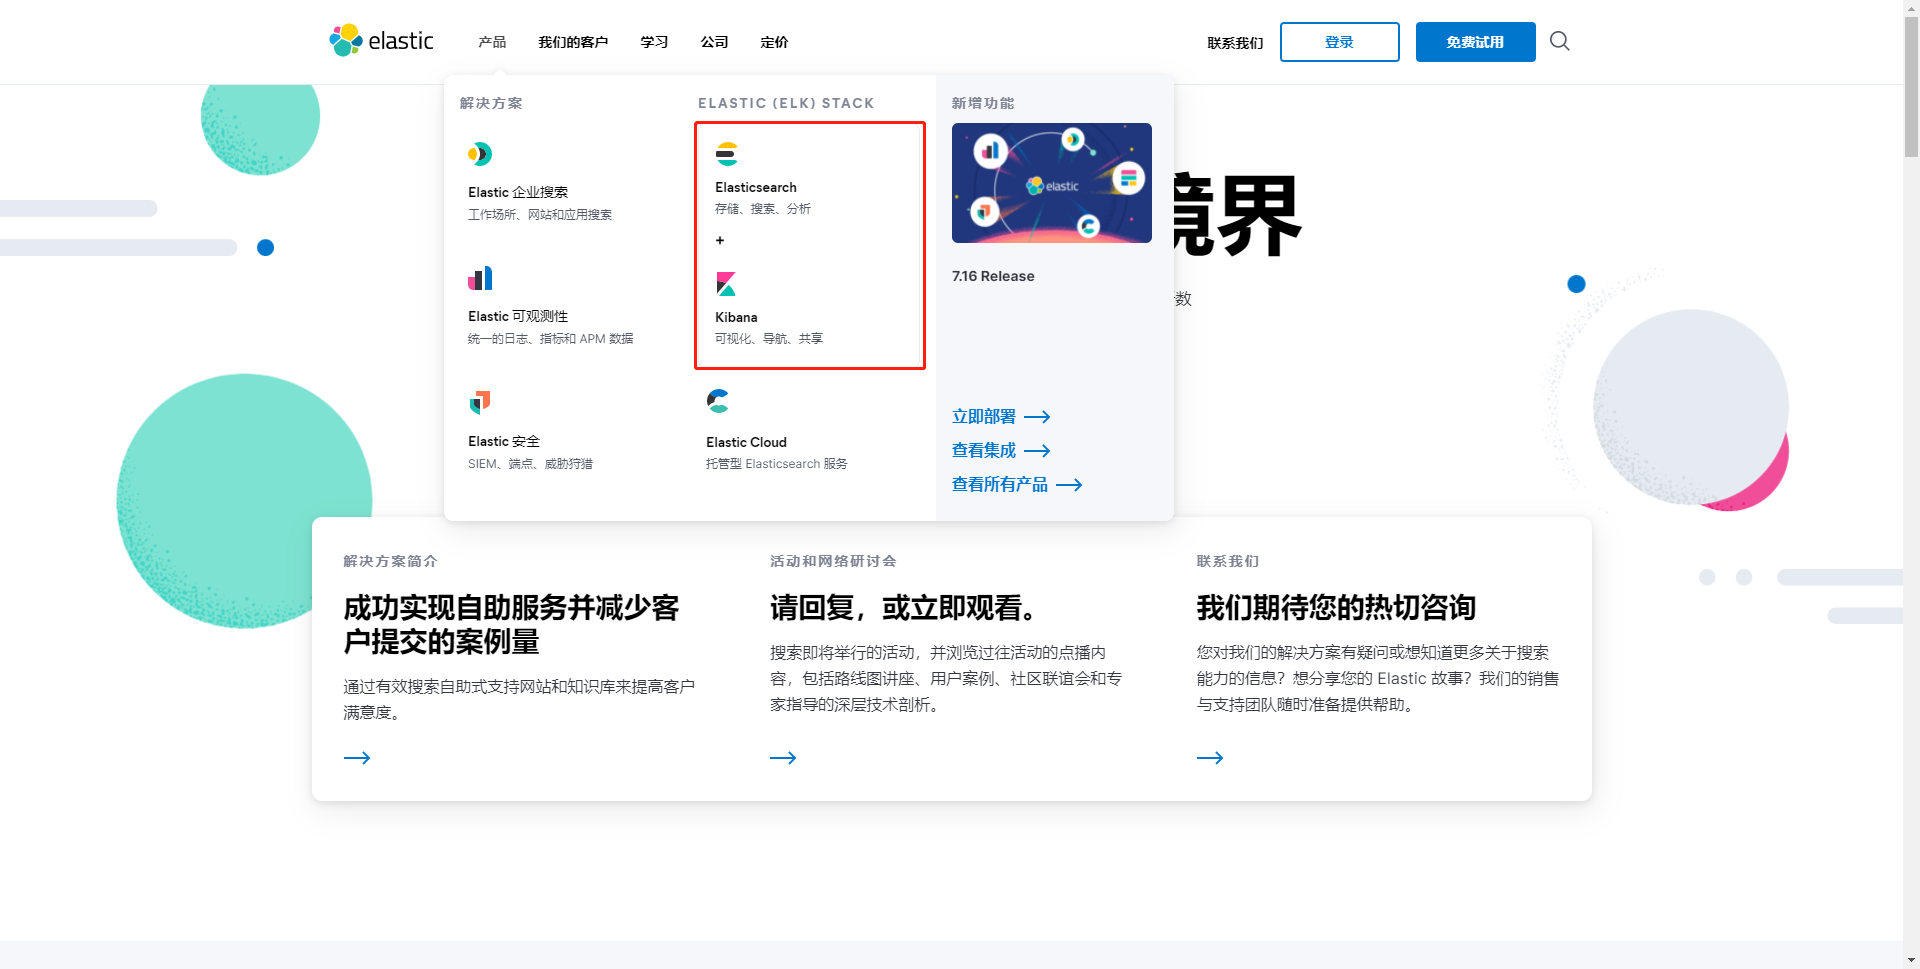 elastic
产品
我们的客户
学习
公司
定价
联系我们
登录
免费试用
解决方案
Elastic 企业搜索
工作场所、网站和应用搜索
Elastic 可观测性
统一的日志、指标和 APM 数据
Elastic 安全
SIEM、端点、威胁狩猎
ELASTIC (ELK) STACK
Elasticsearch
存储、搜索、分析
+
Kibana
可视化、导航、共享
Elastic Cloud
托管型 Elasticsearch 服务
新增功能
elastic
7.16 Release
立即部署
查看集成
查看所有产品
境界
数
解决方案简介
成功实现自助服务并减少客
户提交的案例量
通过有效搜索自助式支持网站和知识库来提高客户
满意度。
活动和网络研讨会
请回复，或立即观看。
搜索即将举行的活动，并浏览过往活动的点播内
容，包括路线图讲座、用户案例、社区联谊会和专
家指导的深层技术剖析。
联系我们
我们期待您的热切咨询
您对我们的解决方案有疑问或想知道更多关于搜索
能力的信息？想分享您的 Elastic 故事？我们的销售
与支持团队随时准备提供帮助。